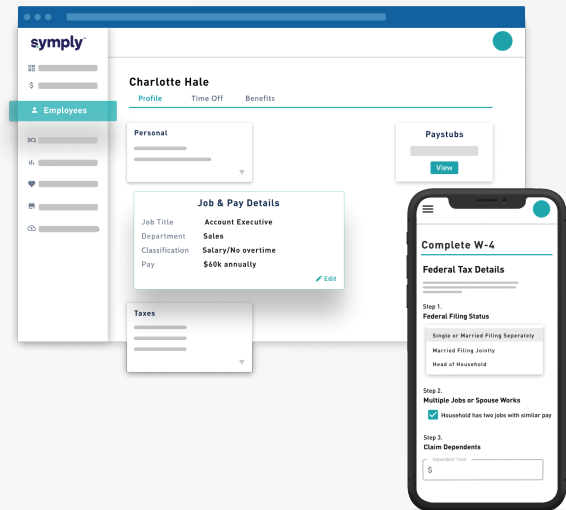 symply™
$
Employees
Charlotte Hale
Profile Time Off Benefits
Personal
Paystubs
View
Job & Pay Details
Job Title Account Executive
Department Sales
Classification Salary/No overtime
Pay $60k annually
Edit
Taxes
Complete W-4
Federal Tax Details
Step 1.
Federal Filing Status
Single or Married Filing Seperately
Married Filing Jointly
Head of Household
Step 2.
Multiple Jobs or Spouse Works
Household has two jobs with similar pay
Step 3.
Claim Dependents
Dependent Total
$